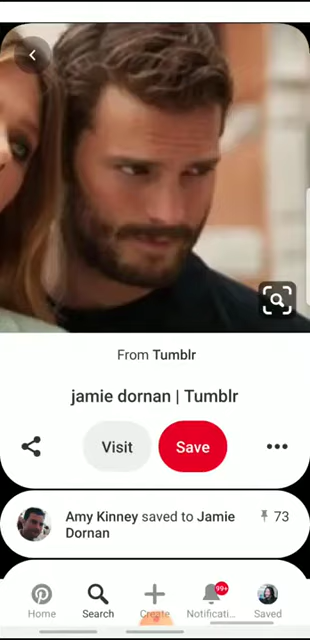 From Tumblr
jamie dornan | Tumblr
Visit
Save
Amy Kinney saved to Jamie
Dornan
73
99+
Home
Search
Create
Notificati...
Saved